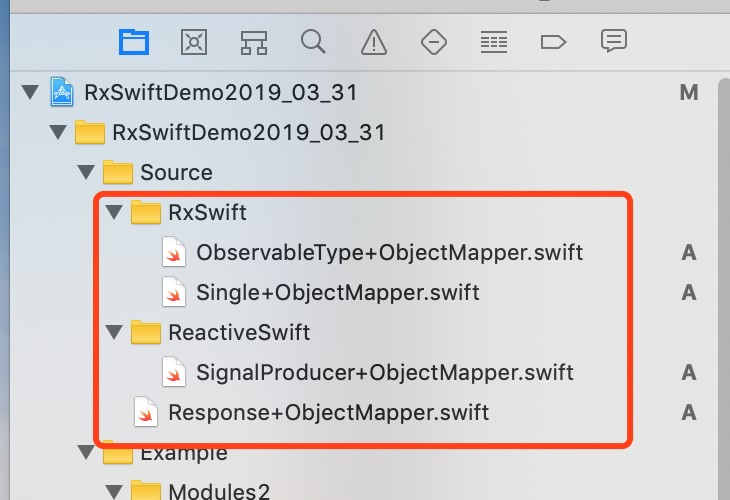 RxSwiftDemo2019_03_31 M
RxSwiftDemo2019_03_31
Source
RxSwift
ObservableType+ObjectMapper.swift A
Single+ObjectMapper.swift A
ReactiveSwift
SignalProducer+ObjectMapper.swift A
Response+ObjectMapper.swift A
Example
Modules2